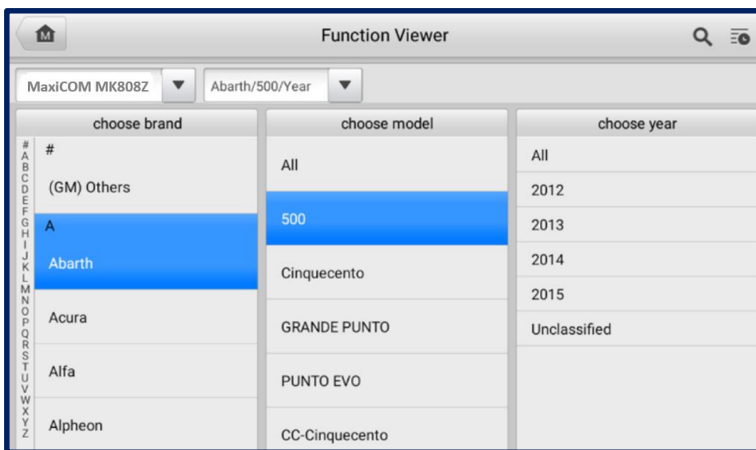 M
Function Viewer
MaxiCOM MK808Z
Abarth/500/Year
choose brand
#
A
B
C
D
E
F
G
H
I
J
K
L
M
N
O
P
Q
R
S
T
U
V
W
X
Y
Z
#
(GM) Others
A
Abarth
Acura
Alfa
Alpheon
choose model
All
500
Cinquecento
GRANDE PUNTO
PUNTO EVO
CC-Cinquecento
choose year
All
2012
2013
2014
2015
Unclassified